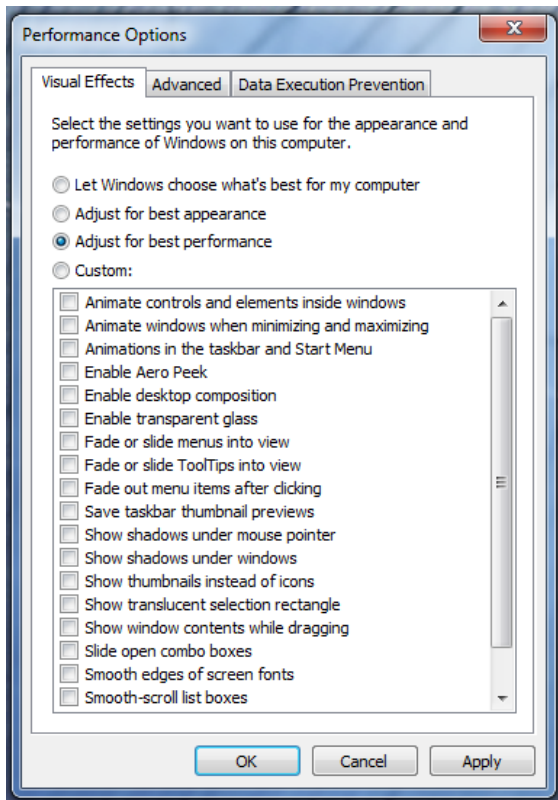 Performance Options
Visual Effects Advanced Data Execution Prevention
Select the settings you want to use for the appearance and
performance of Windows on this computer.
Let Windows choose what's best for my computer
Adjust for best appearance
Adjust for best performance
Custom:
Animate controls and elements inside windows
Animate windows when minimizing and maximizing
Animations in the taskbar and Start Menu
Enable Aero Peek
Enable desktop composition
Enable transparent glass
Fade or slide menus into view
Fade or slide ToolTips into view
Fade out menu items after clicking
Save taskbar thumbnail previews
Show shadows under mouse pointer
Show shadows under windows
Show thumbnails instead of icons
Show translucent selection rectangle
Show window contents while dragging
Slide open combo boxes
Smooth edges of screen fonts
Smooth-scroll list boxes
OK Cancel Apply